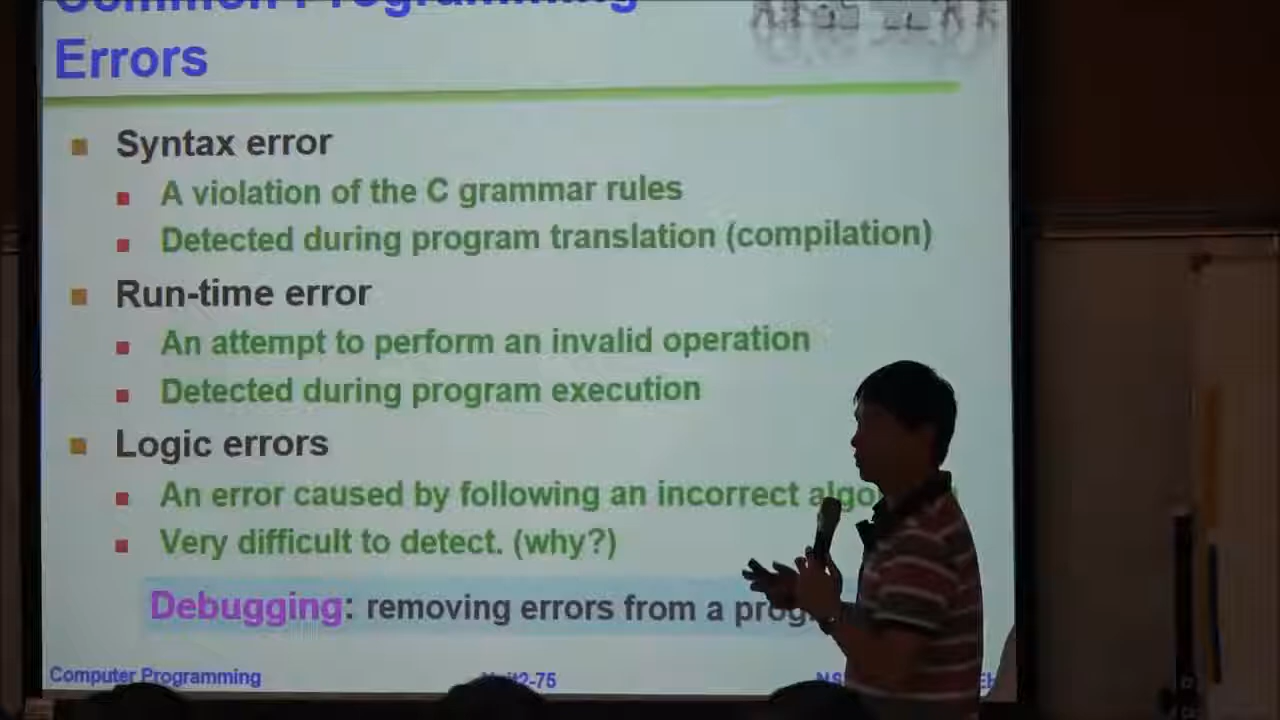 Common Programming
Errors
Syntax error
A violation of the C grammar rules
Detected during program translation (compilation)
Run-time error
An attempt to perform an invalid operation
Detected during program execution
Logic errors
An error caused by following an incorrect
Very difficult to detect. (why?)
Debugging: removing errors from a
Computer Programming